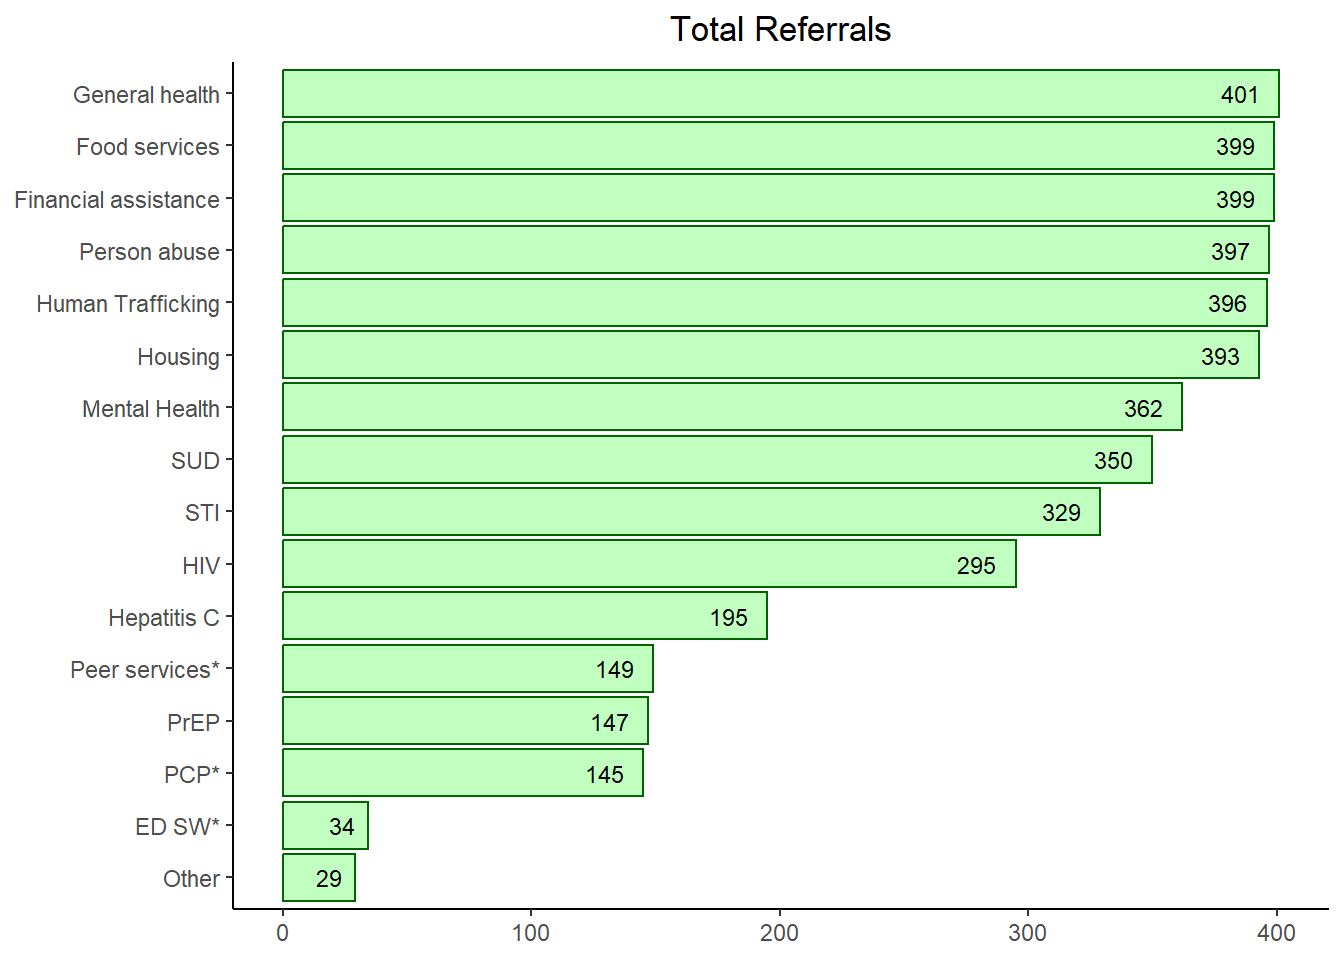 Total Referrals
General health 401
Food services 399
Financial assistance 399
Person abuse 397
Human Trafficking 396
Housing 393
Mental Health 362
SUD 350
STI 329
HIV 295
Hepatitis C 195
Peer services* 149
PrEP 147
PCP* 145
ED SW* 34
Other 29
0 100 200 300 400